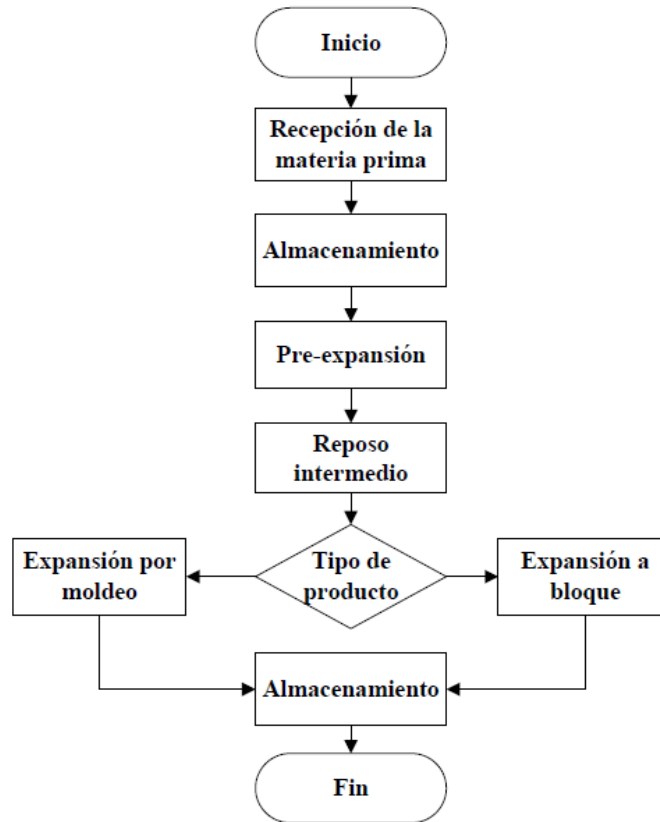 Inicio
Recepción de la
materia prima
Almacenamiento
Pre-expansión
Reposo
intermedio
Expansión por
moldeo
Tipo de
producto
Expansión a
bloque
Almacenamiento
Fin